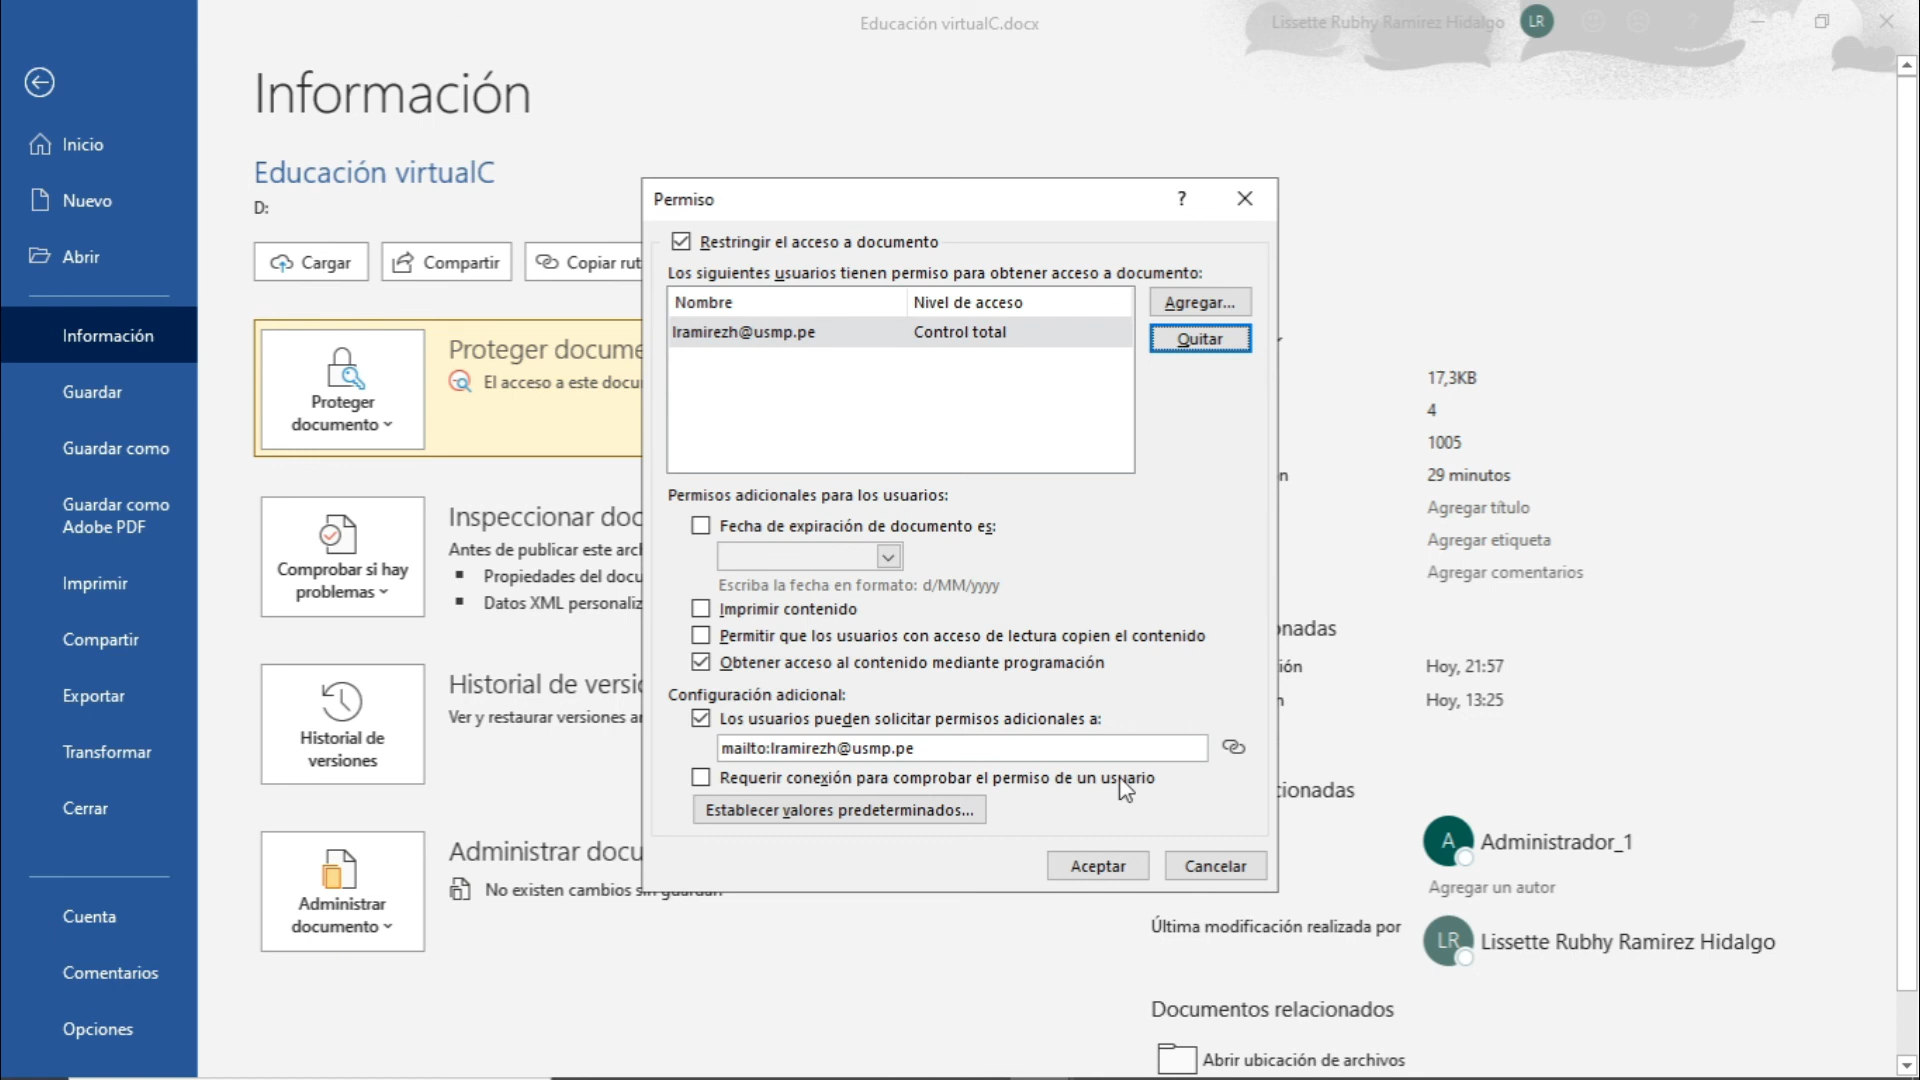 Educación virtualC.docx
Lissette Rubhy Ramirez Hidalgo
LR
Inicio
Nuevo
Abrir
Información
Guardar
Guardar como
Guardar como
Adobe PDF
Imprimir
Compartir
Exportar
Transformar
Cerrar
Cuenta
Comentarios
Opciones
Información
Educación virtualC
D:
Cargar
Compartir
Copiar rut
Proteger
documento
Proteger docume
El acceso a este docu
Comprobar si hay
problemas
Inspeccionar doc
Antes de publicar este arcl
Propiedades del docu
Datos XML personaliz
Historial de
versiones
Historial de versi
Ver y restaurar versiones a
Administrar
documento
Administrar docu
No existen cambios sin guardar.
Permiso
?
Restringir el acceso a documento
Los siguientes usuarios tienen permiso para obtener acceso a documento:
Nombre
Nivel de acceso
lramirezh@usmp.pe
Control total
Agregar...
Quitar
Permisos adicionales para los usuarios:
Fecha de expiración de documento es:
Escriba la fecha en formato: d/MM/yyyy
Imprimir contenido
Permitir que los usuarios con acceso de lectura copien el contenido
Obtener acceso al contenido mediante programación
Configuración adicional:
Los usuarios pueden solicitar permisos adicionales a:
mailto:lramirezh@usmp.pe
Requerir conexión para comprobar el permiso de un usuario
Establecer valores predeterminados...
Aceptar
Cancelar
17,3KB
4
1005
n
29 minutos
Agregar título
Agregar etiqueta
Agregar comentarios
onadas
ión
Hoy, 21:57
n
Hoy, 13:25
cionadas
A
Administrador_1
Agregar un autor
Última modificación realizada por
LR
Lissette Rubhy Ramirez Hidalgo
Documentos relacionados
Abrir ubicación de archivos